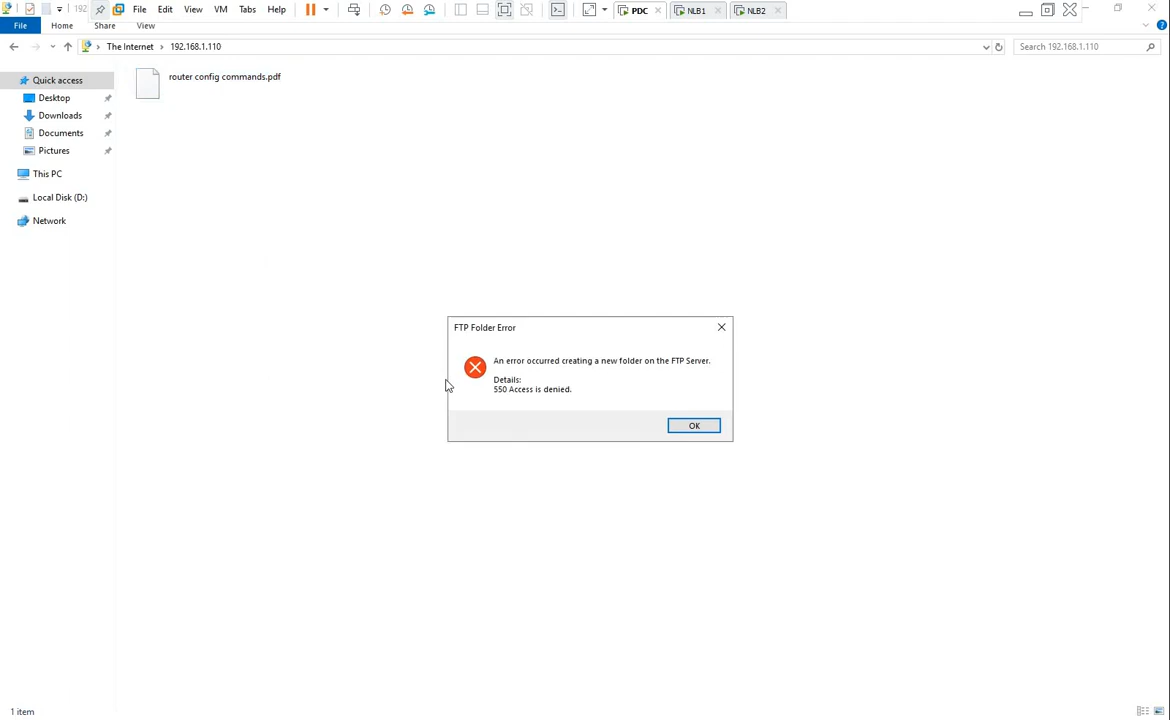 192 File Edit View VM Tabs Help PDC NLB1 NLB2
File Home Share View
The Internet 192.168.1.110 Search 192.168.1.110
Quick access
router config commands.pdf
Desktop
Downloads
Documents
Pictures
This PC
Local Disk (D:)
Network
FTP Folder Error
An error occurred creating a new folder on the FTP Server.
Details:
550 Access is denied.
OK
1 item